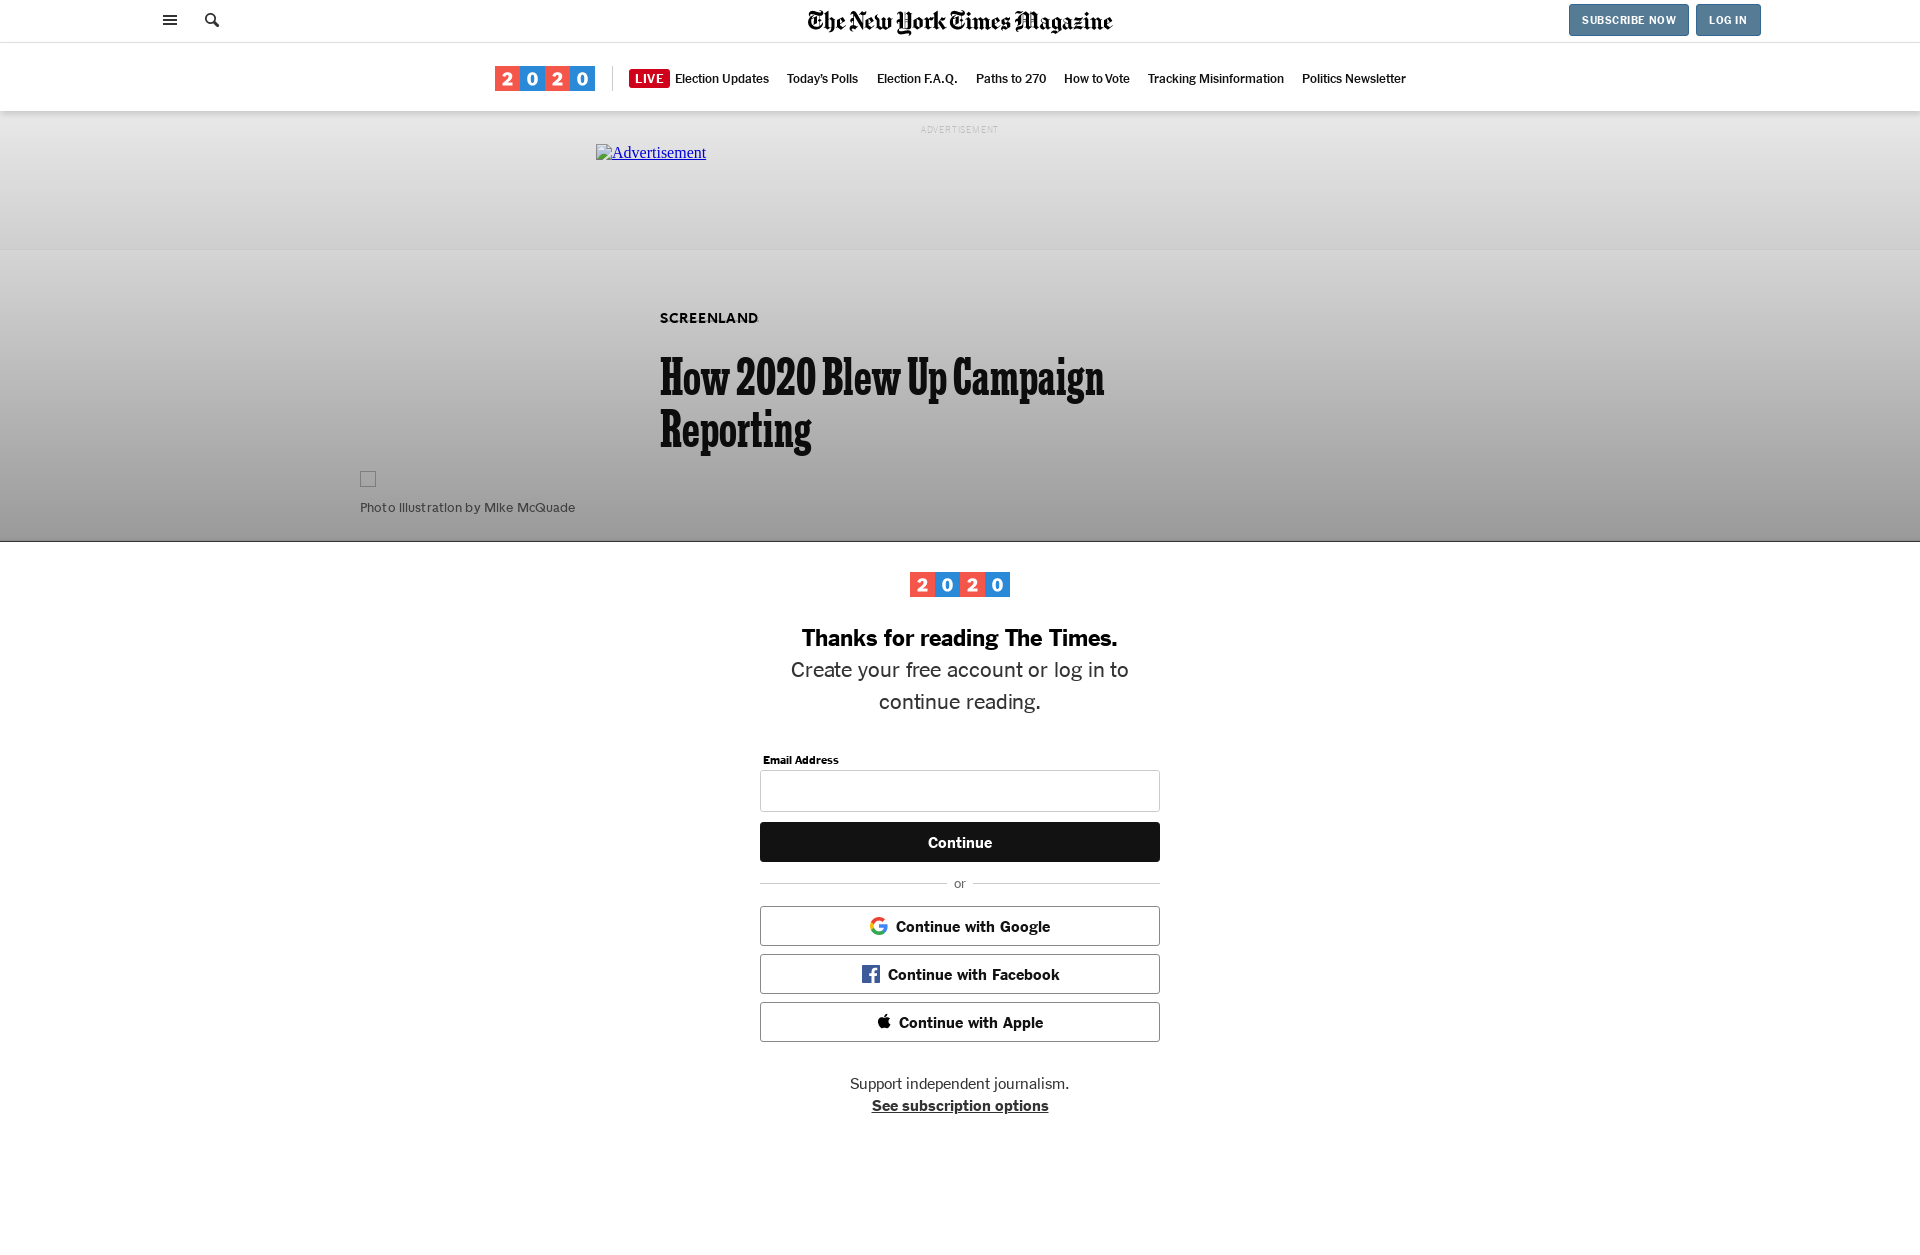 The New York Times Magazine
SUBSCRIBE NOW
LOG IN
2020
LIVE Election Updates Today's Polls Election F.A.Q. Paths to 270 How to Vote Tracking Misinformation Politics Newsletter
ADVERTISEMENT
Advertisement
SCREENLAND
How 2020 Blew Up Campaign
Reporting
Photo illustration by Mike McQuade
2020
Thanks for reading The Times.
Create your free account or log in to
continue reading.
Email Address
Continue
or
Continue with Google
Continue with Facebook
Continue with Apple
Support independent journalism.
See subscription options